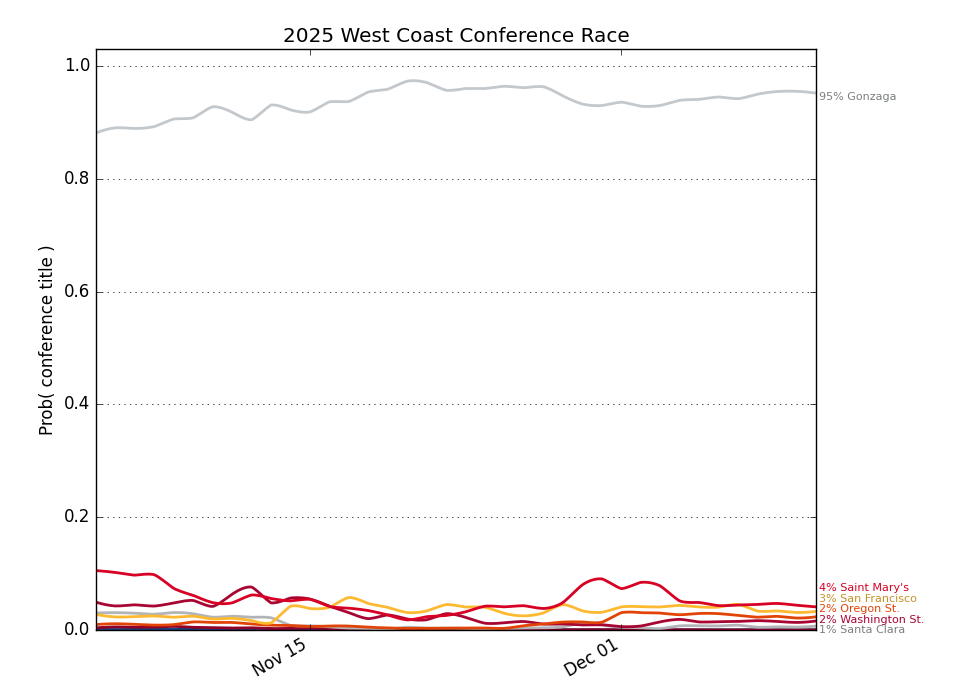 2025 West Coast Conference Race
Prob( conference title )
1.0
0.8
0.6
0.4
0.2
0.0
Nov 15
Dec 01
95% Gonzaga
4% Saint Mary's
3% San Francisco
2% Oregon St.
2% Washington St.
1% Santa Clara